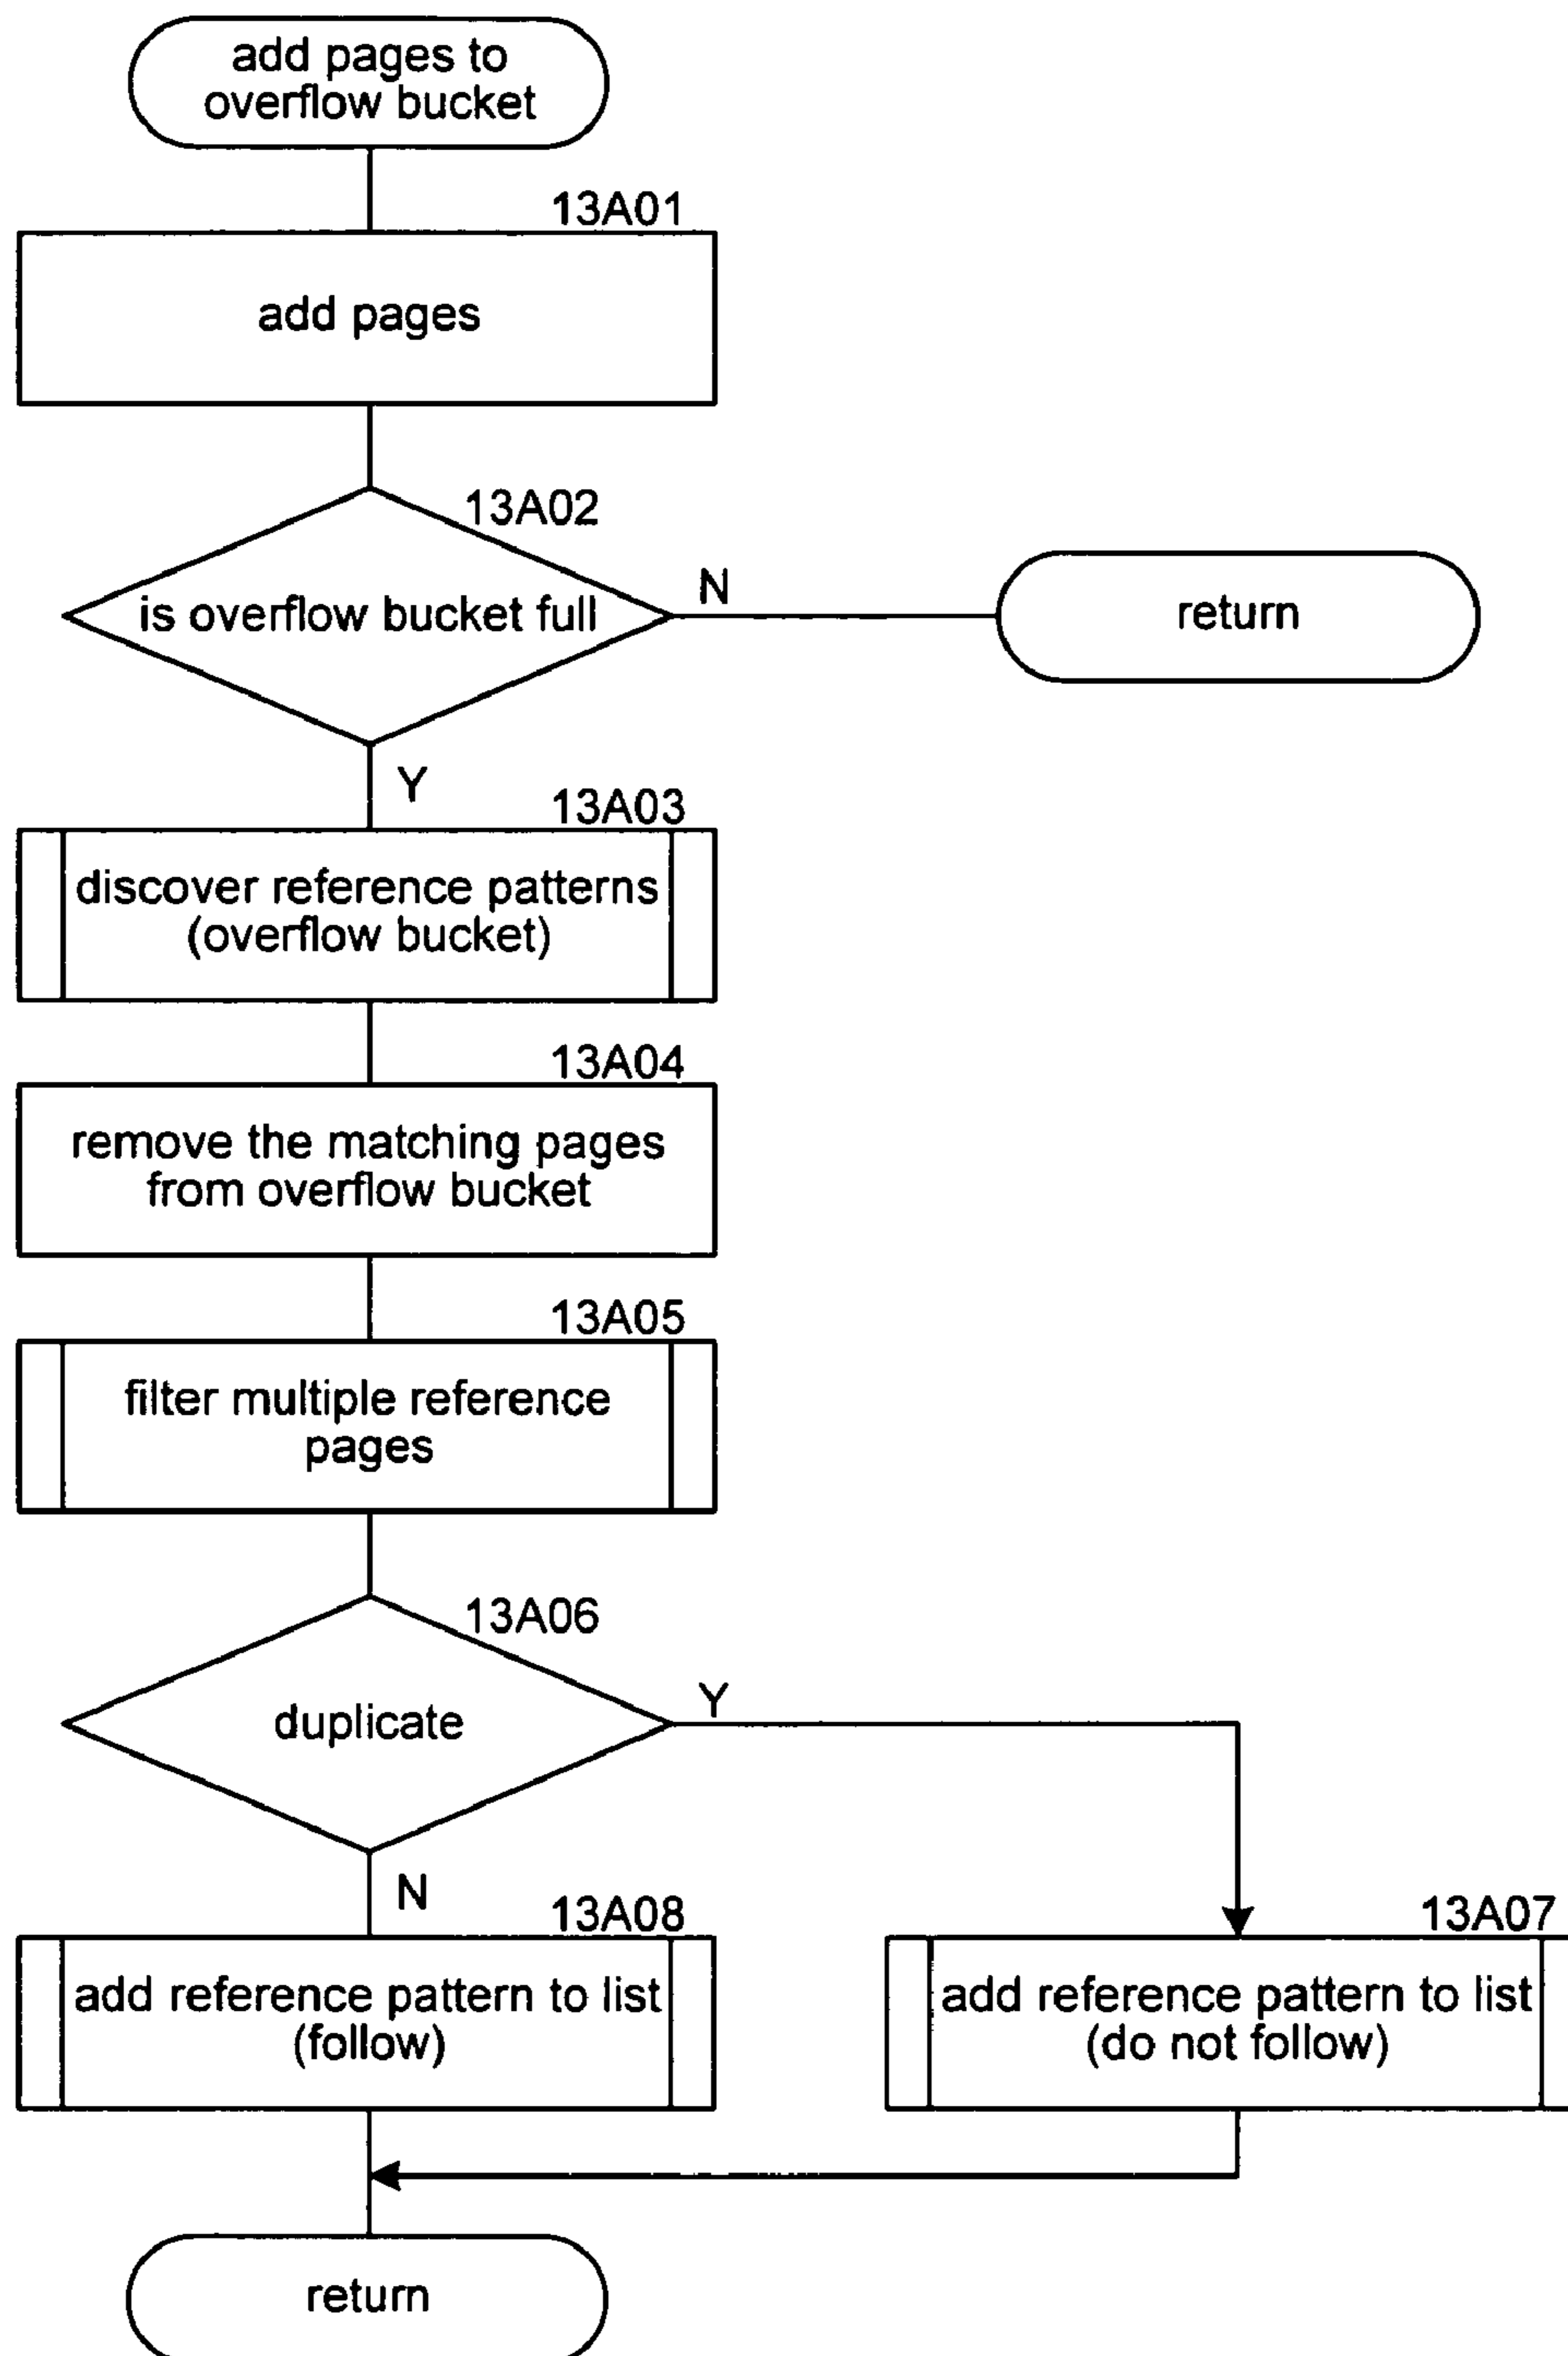 add pages to
overflow bucket
13A01
add pages
13A02
is overflow bucket full
N
return
Y
13A03
discover reference patterns
(overflow bucket)
13A04
remove the matching pages
from overflow bucket
13A05
filter multiple reference
pages
13A06
duplicate
Y
N
13A08
add reference pattern to list
(follow)
13A07
add reference pattern to list
(do not follow)
return